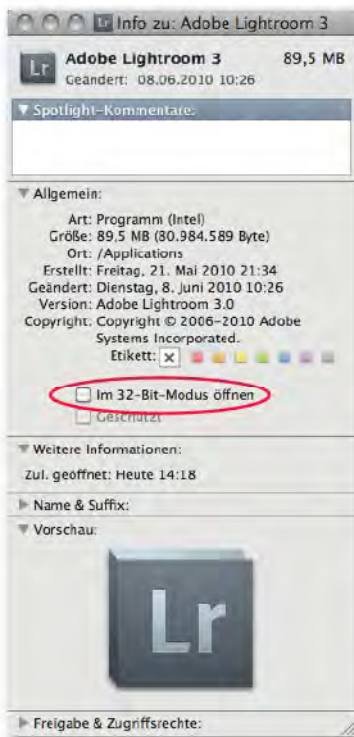 Info zu: Adobe Lightroom 3
Lr Adobe Lightroom 3 89,5 MB
Geändert: 08.06.2010 10:26
Spotlight-Kommentare:
Allgemein:
Art: Programm (Intel)
Größe: 89,5 MB (80.984.589 Byte)
Ort: /Applications
Erstellt: Freitag, 21. Mai 2010 21:34
Geändert: Dienstag, 8. Juni 2010 10:26
Version: Adobe Lightroom 3.0
Copyright: Copyright © 2006–2010 Adobe
Systems Incorporated.
Etikett:
Im 32-Bit-Modus öffnen
Geschützt
Weitere Informationen:
Zul. geöffnet: Heute 14:18
Name & Suffix:
Vorschau:
Lr
Freigabe & Zugriffsrechte: